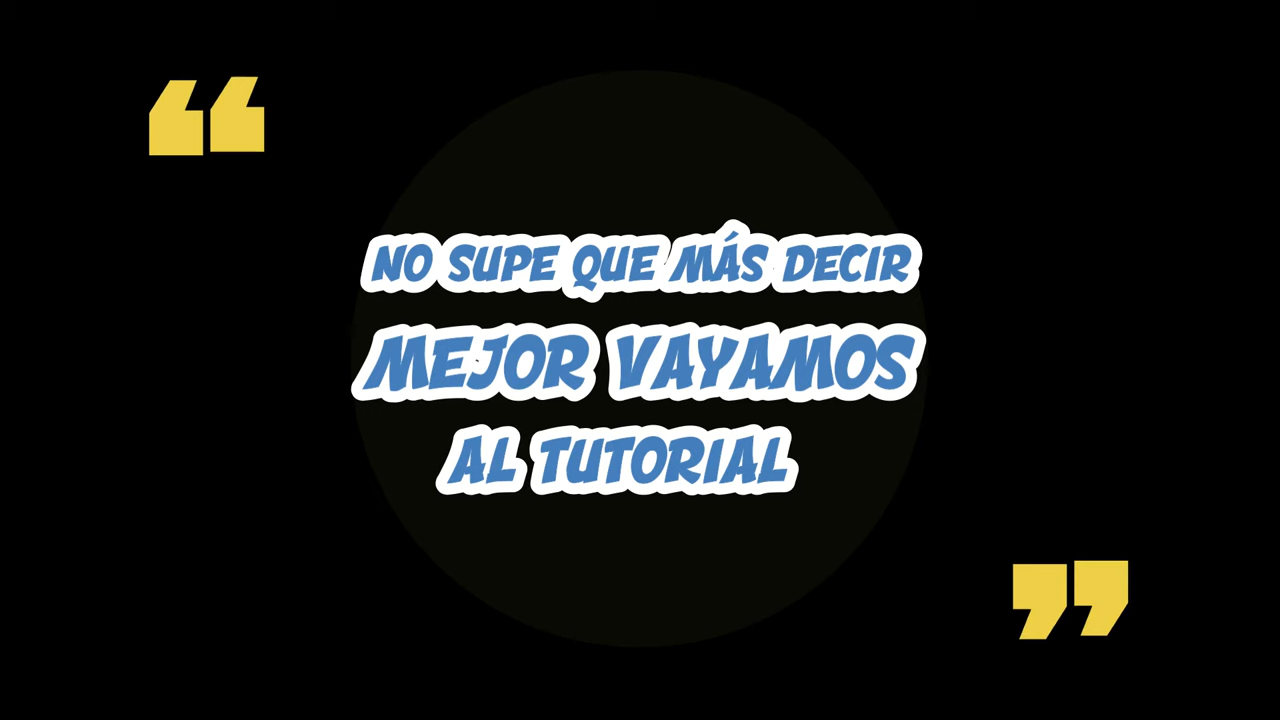 “
NO SUPE QUE MÁS DECIR
MEJOR VAYAMOS
AL TUTORIAL
”